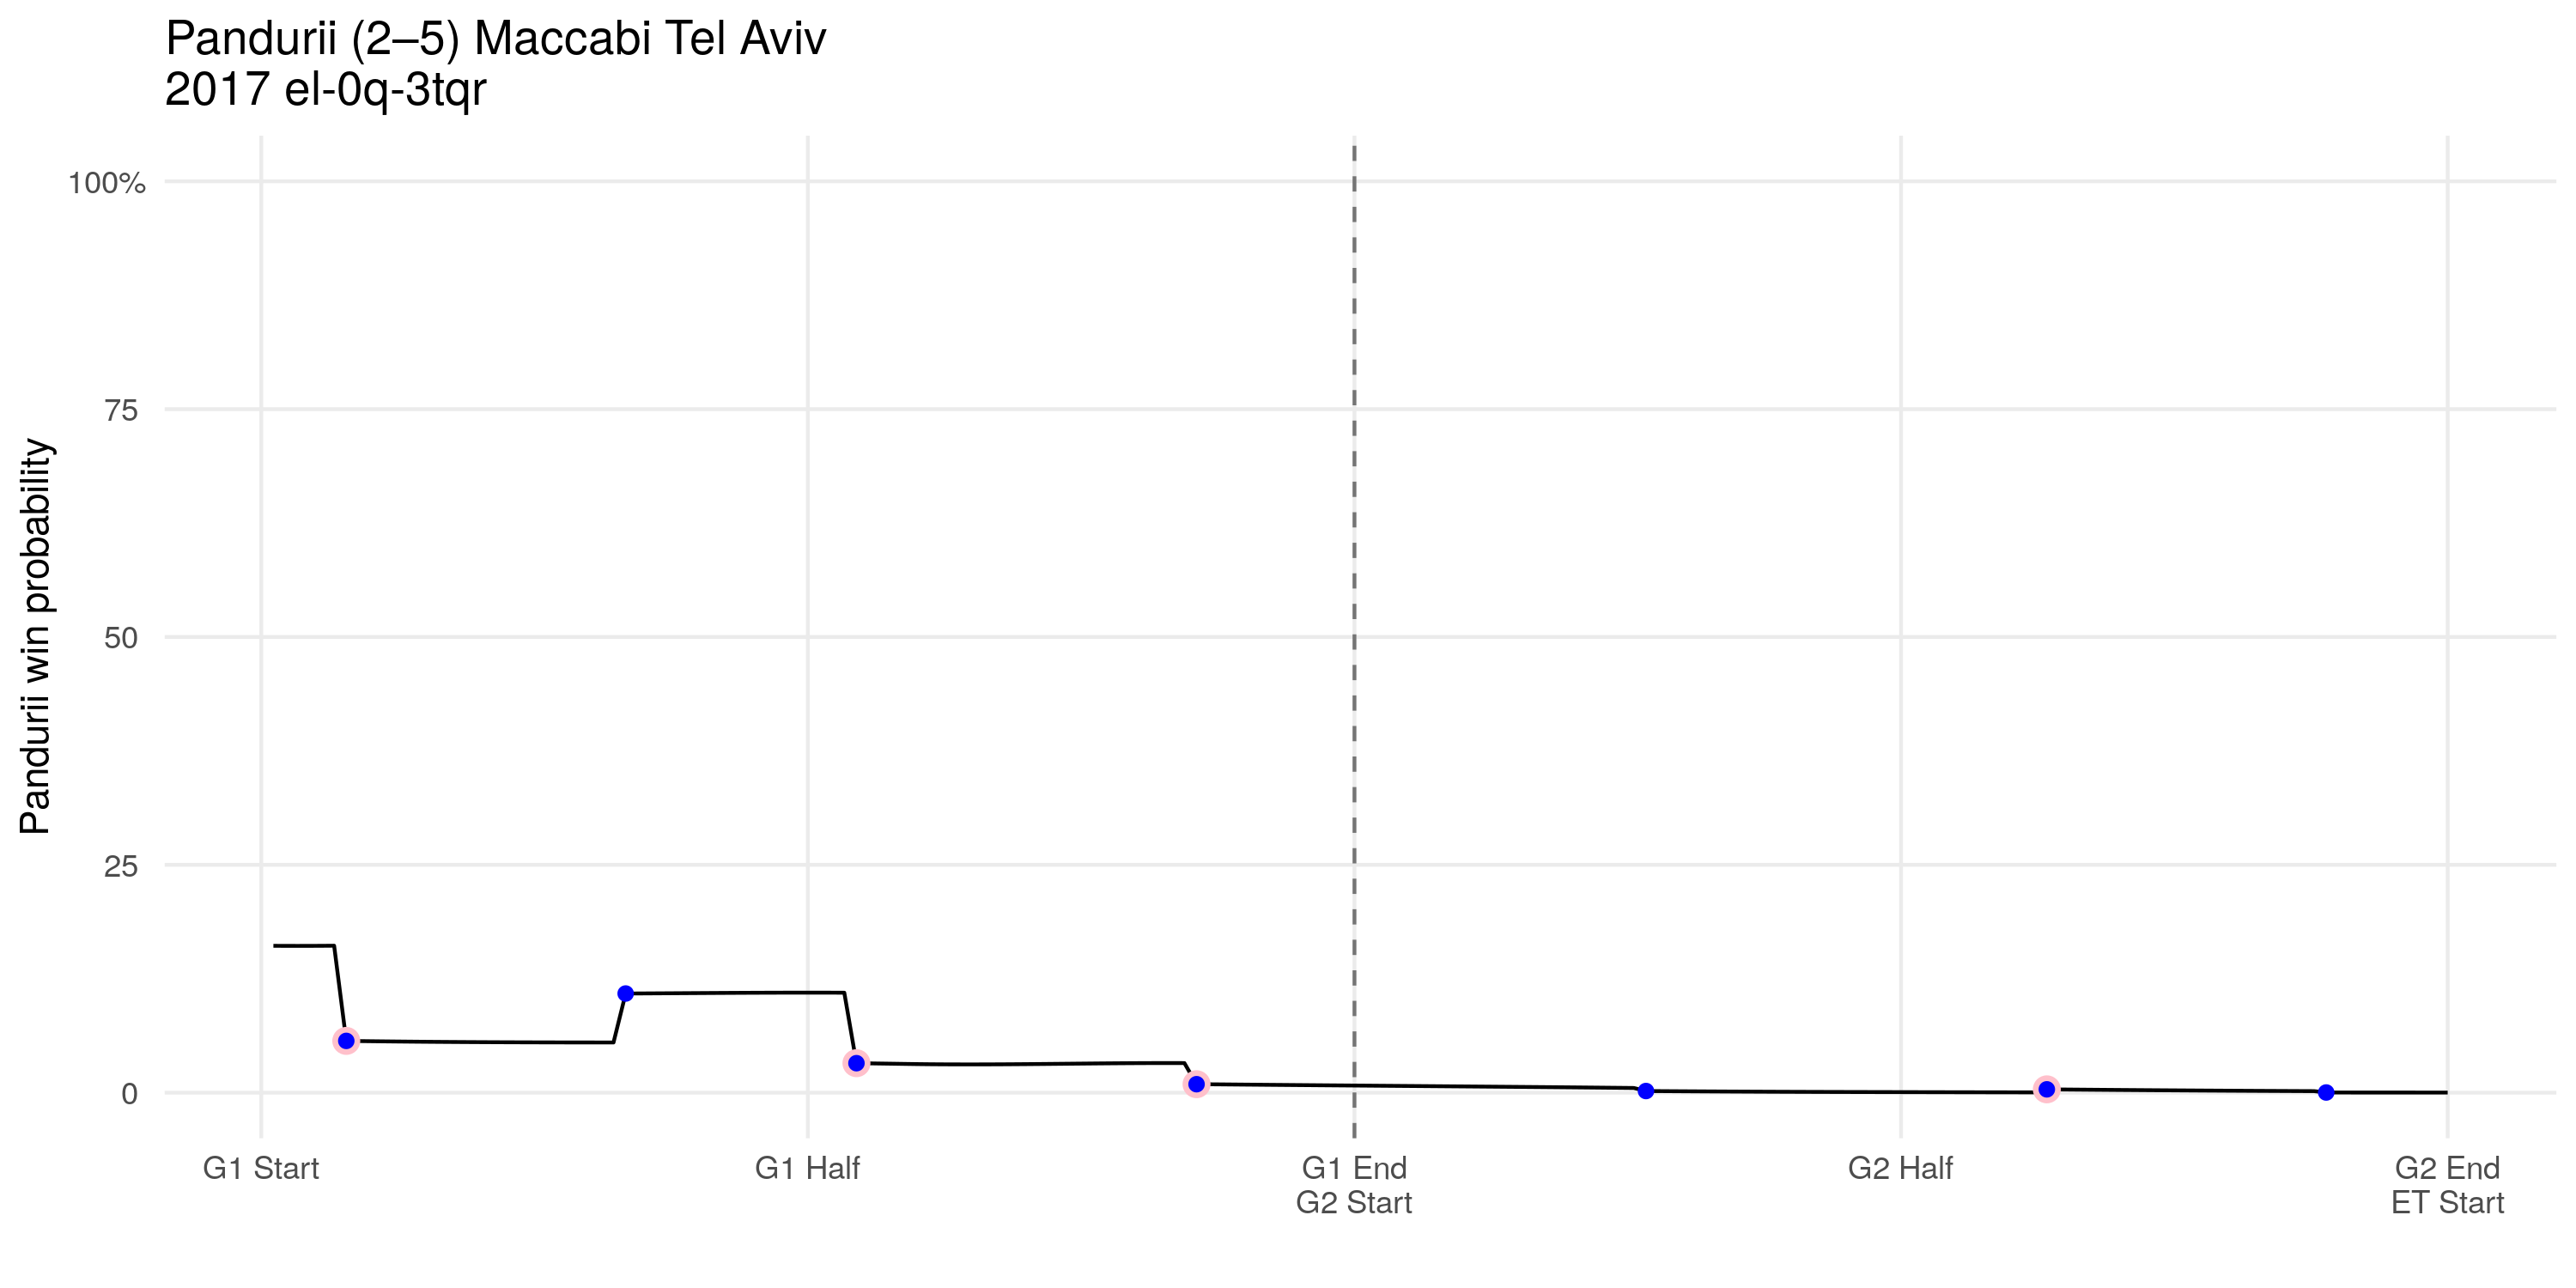 Pandurii (2–5) Maccabi Tel Aviv
2017 el-0q-3tqr
Pandurii win probability
100%
75
50
25
0
G1 Start
G1 Half
G1 End
G2 Start
G2 Half
G2 End
ET Start